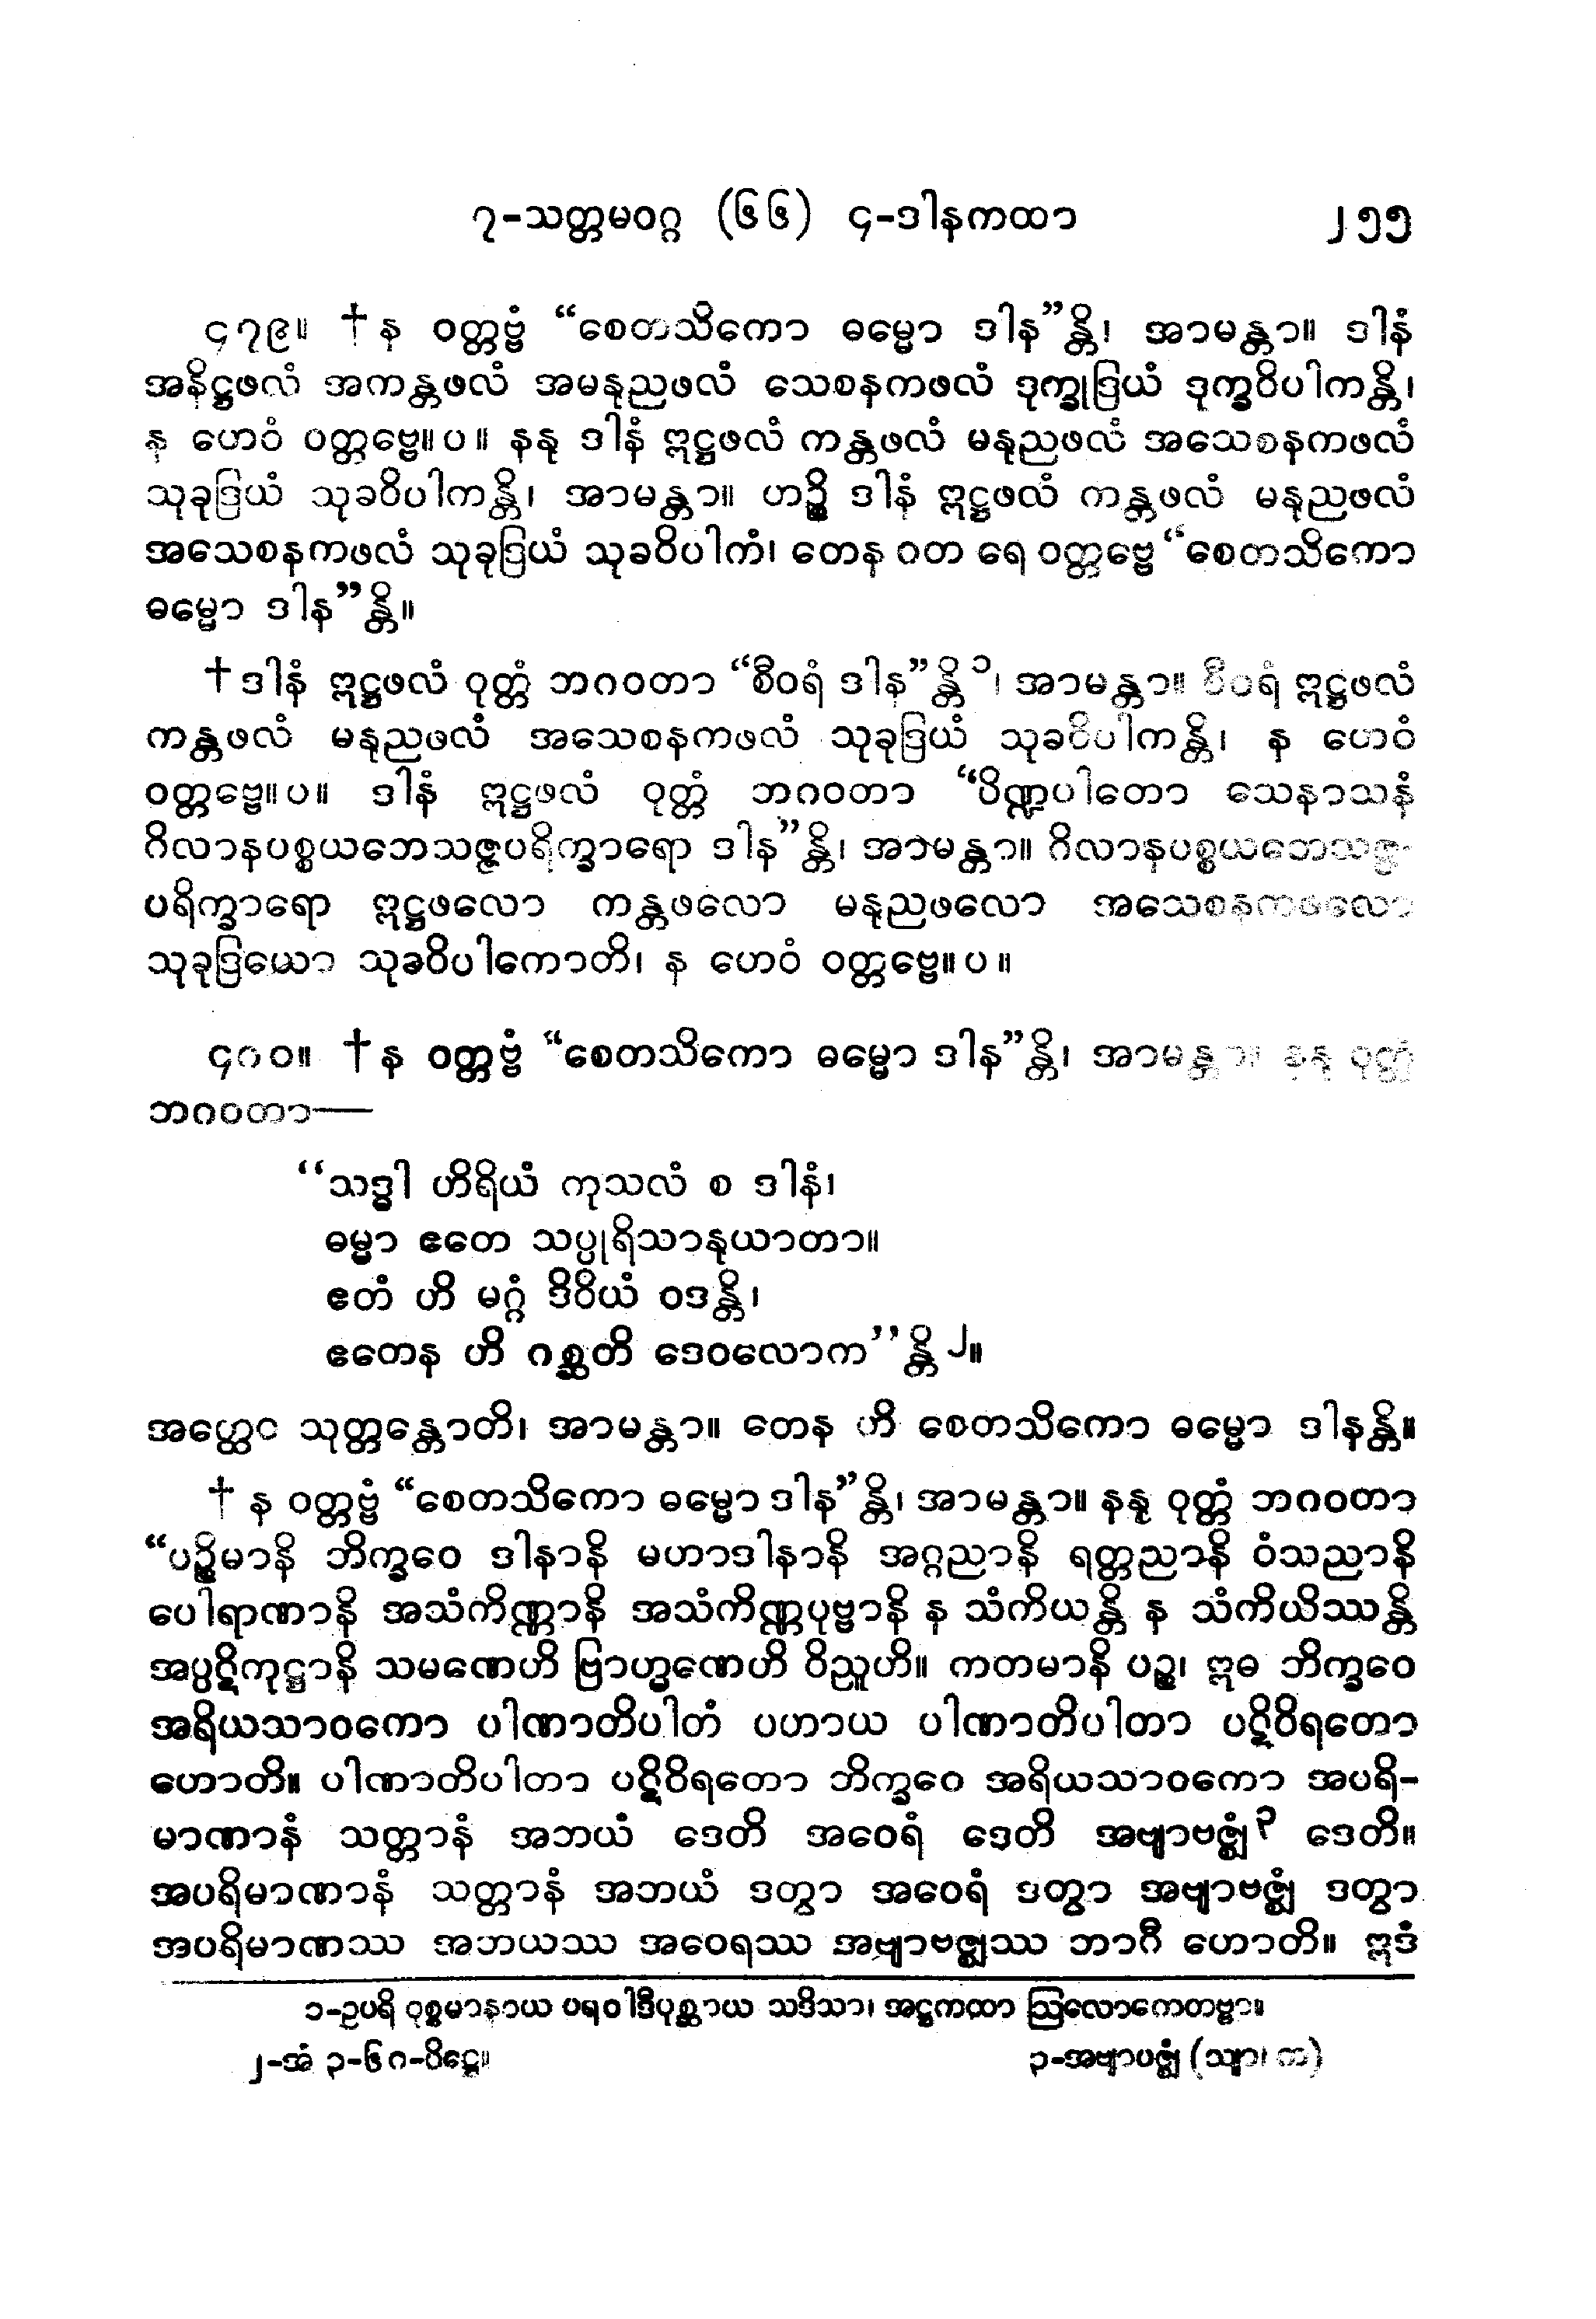 ၇-သတ္တမဝဂ္ဂ (၆၆) ၄-ဒါနကထာ ၂၅၅
၄၇၉။ †န ဝတ္တဗ္ဗံ “စေတသိကော ဓမ္မော ဒါန”န္တိ၊ အာမန္တာ။ ဒါနံ
အနိဋ္ဌဖလံ အကန္တဖလံ အမနုညဖလံ သေစနကဖလံ ဒုက္ခုဒြယံ ဒုက္ခဝိပါကန္တိ၊
န ဟေဝံ ဝတ္တဗ္ဗေ။ပ။ နနု ဒါနံ ဣဋ္ဌဖလံ ကန္တဖလံ မနုညဖလံ အသေစနကဖလံ
သုခုဒြယံ သုခဝိပါကန္တိ၊ အာမန္တာ။ ဟဉ္စိ ဒါနံ ဣဋ္ဌဖလံ ကန္တဖလံ မနုညဖလံ
အသေစနကဖလံ သုခုဒြယံ သုခဝိပါကံ၊ တေန ဝတ ရေ ဝတ္တဗ္ဗေ “စေတသိကော
ဓမ္မော ဒါန”န္တိ။
†ဒါနံ ဣဋ္ဌဖလံ ဝုတ္တံ ဘဂဝတာ “စီဝရံ ဒါန”န္တိ၁၊ အာမန္တာ။ စီဝရံ ဣဋ္ဌဖလံ
ကန္တဖလံ မနုညဖလံ အသေစနကဖလံ သုခုဒြယံ သုခဝိပါကန္တိ၊ န ဟေဝံ
ဝတ္တဗ္ဗေ။ပ။ ဒါနံ ဣဋ္ဌဖလံ ဝုတ္တံ ဘဂဝတာ “ပိဏ္ဍပါတော သေနာသနံ
ဂိလာနပစ္စယဘေသဇ္ဇပရိက္ခာရော ဒါန”န္တိ၊ အာမန္တာ။ ဂိလာနပစ္စယဘေသဇ္ဇ-
ပရိက္ခာရော ဣဋ္ဌဖလော ကန္တဖလော မနုညဖလော အသေစနကဖလော
သုခုဒြယော သုခဝိပါကောတိ၊ န ဟေဝံ ဝတ္တဗ္ဗေ။ပ။
၄၈၀။ †န ဝတ္တဗ္ဗံ “စေတသိကော ဓမ္မော ဒါန”န္တိ၊ အာမန္တာ။ နနု ဝုတ္တံ
ဘဂဝတာ—
“သဒ္ဓါ ဟိရိယံ ကုသလံ စ ဒါနံ၊
ဓမ္မာ ဧတေ သပ္ပုရိသာနုယာတာ။
ဧတံ ဟိ မဂ္ဂံ ဒိဝိယံ ဝဒန္တိ၊
ဧတေန ဟိ ဂစ္ဆတိ ဒေဝလောက”န္တိ၂။
အတ္ထေဝ သုတ္တန္တောတိ၊ အာမန္တာ။ တေန ဟိ စေတသိကော ဓမ္မော ဒါနန္တိ။
† န ဝတ္တဗ္ဗံ “စေတသိကော ဓမ္မော ဒါန”န္တိ၊ အာမန္တာ။ နနု ဝုတ္တံ ဘဂဝတာ
“ပဉ္စိမာနိ ဘိက္ခဝေ ဒါနာနိ မဟာဒါနာနိ အဂ္ဂညာနိ ရတ္တညာနိ ဝံသညာနိ
ပေါရာဏာနိ အသံကိဏ္ဏာနိ အသံကိဏ္ဏပုဗ္ဗာနိ န သံကိယန္တိ န သံကိယိဿန္တိ
အပ္ပဋိကုဋ္ဌာနိ သမဏေဟိ ဗြာဟ္မဏေဟိ ဝိညူဟိ။ ကတမာနိ ပဉ္စ၊ ဣဓ ဘိက္ခဝေ
အရိယသာဝကော ပါဏာတိပါတံ ပဟာယ ပါဏာတိပါတာ ပဋိဝိရတော
ဟောတိ။ ပါဏာတိပါတာ ပဋိဝိရတော ဘိက္ခဝေ အရိယသာဝကော အပရိ-
မာဏာနံ သတ္တာနံ အဘယံ ဒေတိ အဝေရံ ဒေတိ အဗျာဗဇ္ဈံ၃ ဒေတိ။
အပရိမာဏာနံ သတ္တာနံ အဘယံ ဒတွာ အဝေရံ ဒတွာ အဗျာဗဇ္ဈံ ဒတွာ
အပရိမာဏဿ အဘယဿ အဝေရဿ အဗျာဗဇ္ဈဿ ဘာဂီ ဟောတိ။ ဣဒံ
၁-ဥပရိ ဝုစ္စမာနာယ ပရဝါဒီပုစ္ဆာယ သဒိသာ၊ အဋ္ဌကထာ ဩလောကေတဗ္ဗာ။
၂-အံ ၃-၆၈-ပိဋ္ဌေ။ ၃-အဗျာပဇ္ဈံ (သျာ၊ က)